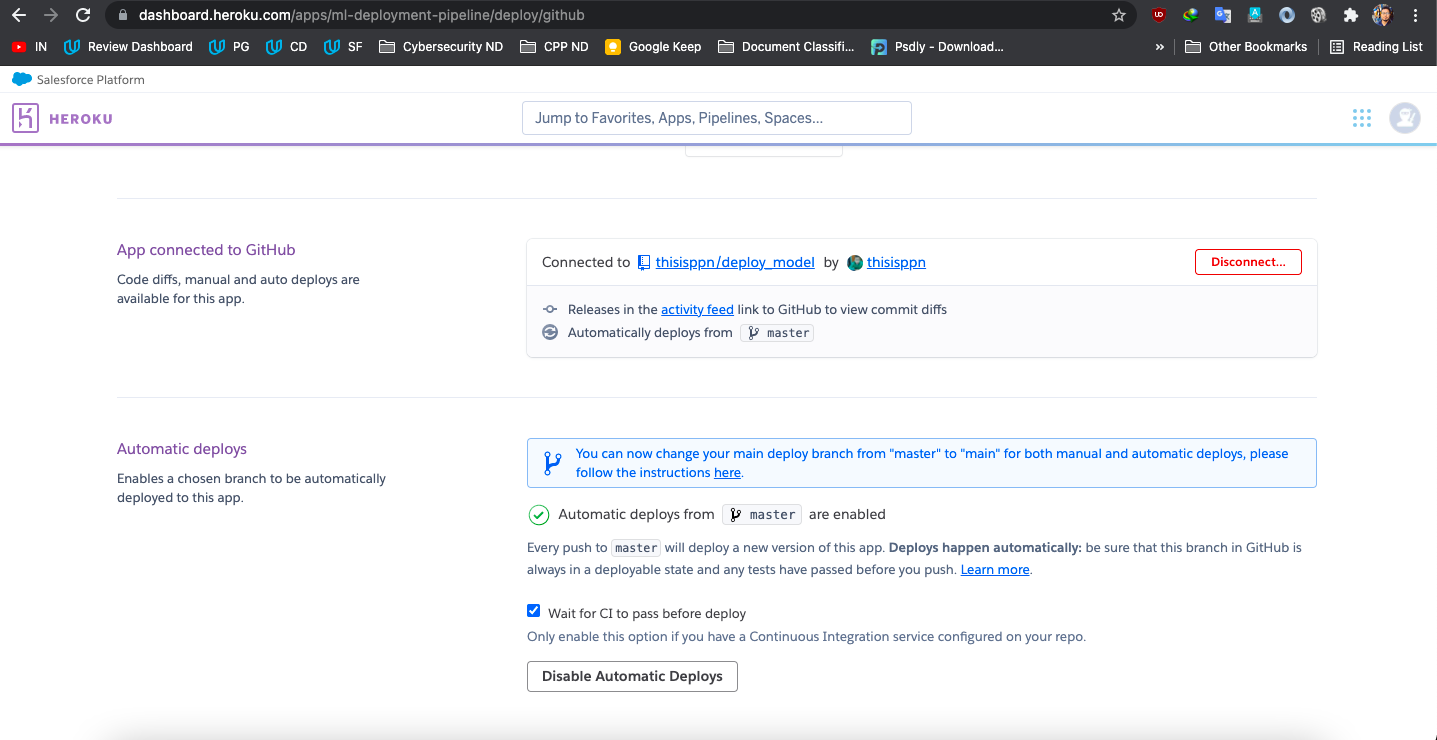 dashboard.heroku.com/apps/ml-deployment-pipeline/deploy/github
IN Review Dashboard PG CD SF Cybersecurity ND CPP ND Google Keep Document Classifi... Psdly - Download... » Other Bookmarks Reading List
Salesforce Platform
HEROKU
Jump to Favorites, Apps, Pipelines, Spaces...
App connected to GitHub
Code diffs, manual and auto deploys are
available for this app.
Connected to thisisppn/deploy_model by thisisppn
Disconnect...
Releases in the activity feed link to GitHub to view commit diffs
Automatically deploys from master
Automatic deploys
Enables a chosen branch to be automatically
deployed to this app.
You can now change your main deploy branch from "master" to "main" for both manual and automatic deploys, please
follow the instructions here.
Automatic deploys from master are enabled
Every push to master will deploy a new version of this app. Deploys happen automatically: be sure that this branch in GitHub is
always in a deployable state and any tests have passed before you push. Learn more.
Wait for CI to pass before deploy
Only enable this option if you have a Continuous Integration service configured on your repo.
Disable Automatic Deploys